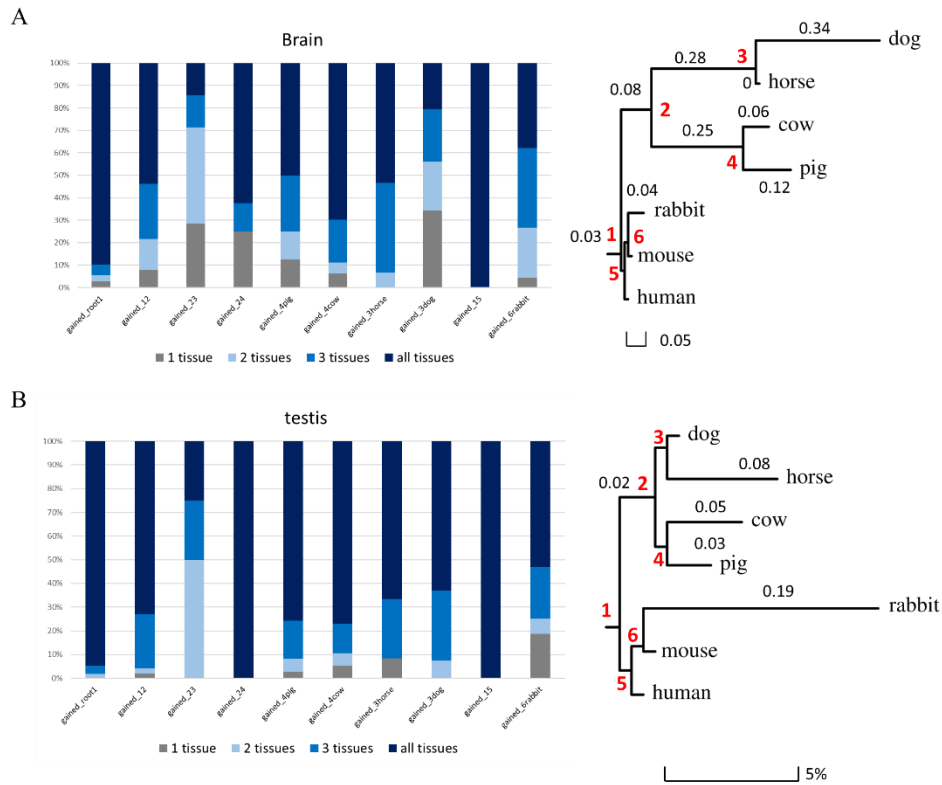 A
Brain
100%
90%
80%
70%
60%
50%
40%
30%
20%
10%
0%
gained_root1
gained_12
gained_23
gained_24
gained_4pig
gained_4cow
gained_3horse
gained_3dog
gained_15
gained_6rabbit
1 tissue 2 tissues 3 tissues all tissues
0.34
dog
3
0.28
0
horse
0.08
0.06
cow
2
0.25
4
pig
0.12
0.04
rabbit
0.03
1
6
mouse
5
human
0.05
B
testis
100%
90%
80%
70%
60%
50%
40%
30%
20%
10%
0%
gained_root1
gained_12
gained_23
gained_24
gained_4pig
gained_4cow
gained_3horse
gained_3dog
gained_15
gained_6rabbit
1 tissue 2 tissues 3 tissues all tissues
3
dog
0.08
horse
0.02
2
0.05
cow
0.03
4
pig
0.19
rabbit
1
6
mouse
5
human
5%